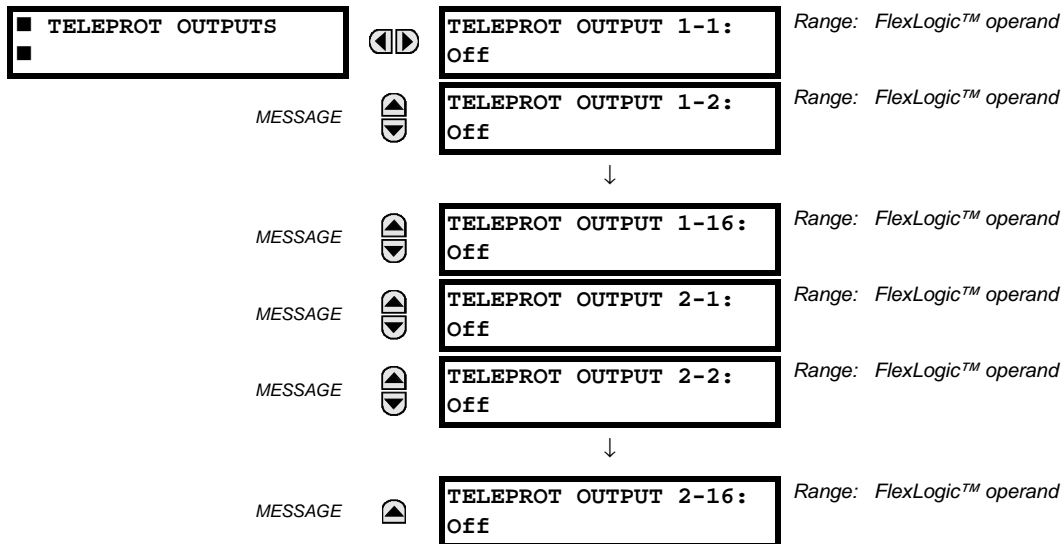 ■ TELEPROT OUTPUTS
■
TELEPROT OUTPUT 1-1:
Off
Range: FlexLogic™ operand
MESSAGE
TELEPROT OUTPUT 1-2:
Off
Range: FlexLogic™ operand
↓
MESSAGE
TELEPROT OUTPUT 1-16:
Off
Range: FlexLogic™ operand
MESSAGE
TELEPROT OUTPUT 2-1:
Off
Range: FlexLogic™ operand
MESSAGE
TELEPROT OUTPUT 2-2:
Off
Range: FlexLogic™ operand
↓
MESSAGE
TELEPROT OUTPUT 2-16:
Off
Range: FlexLogic™ operand